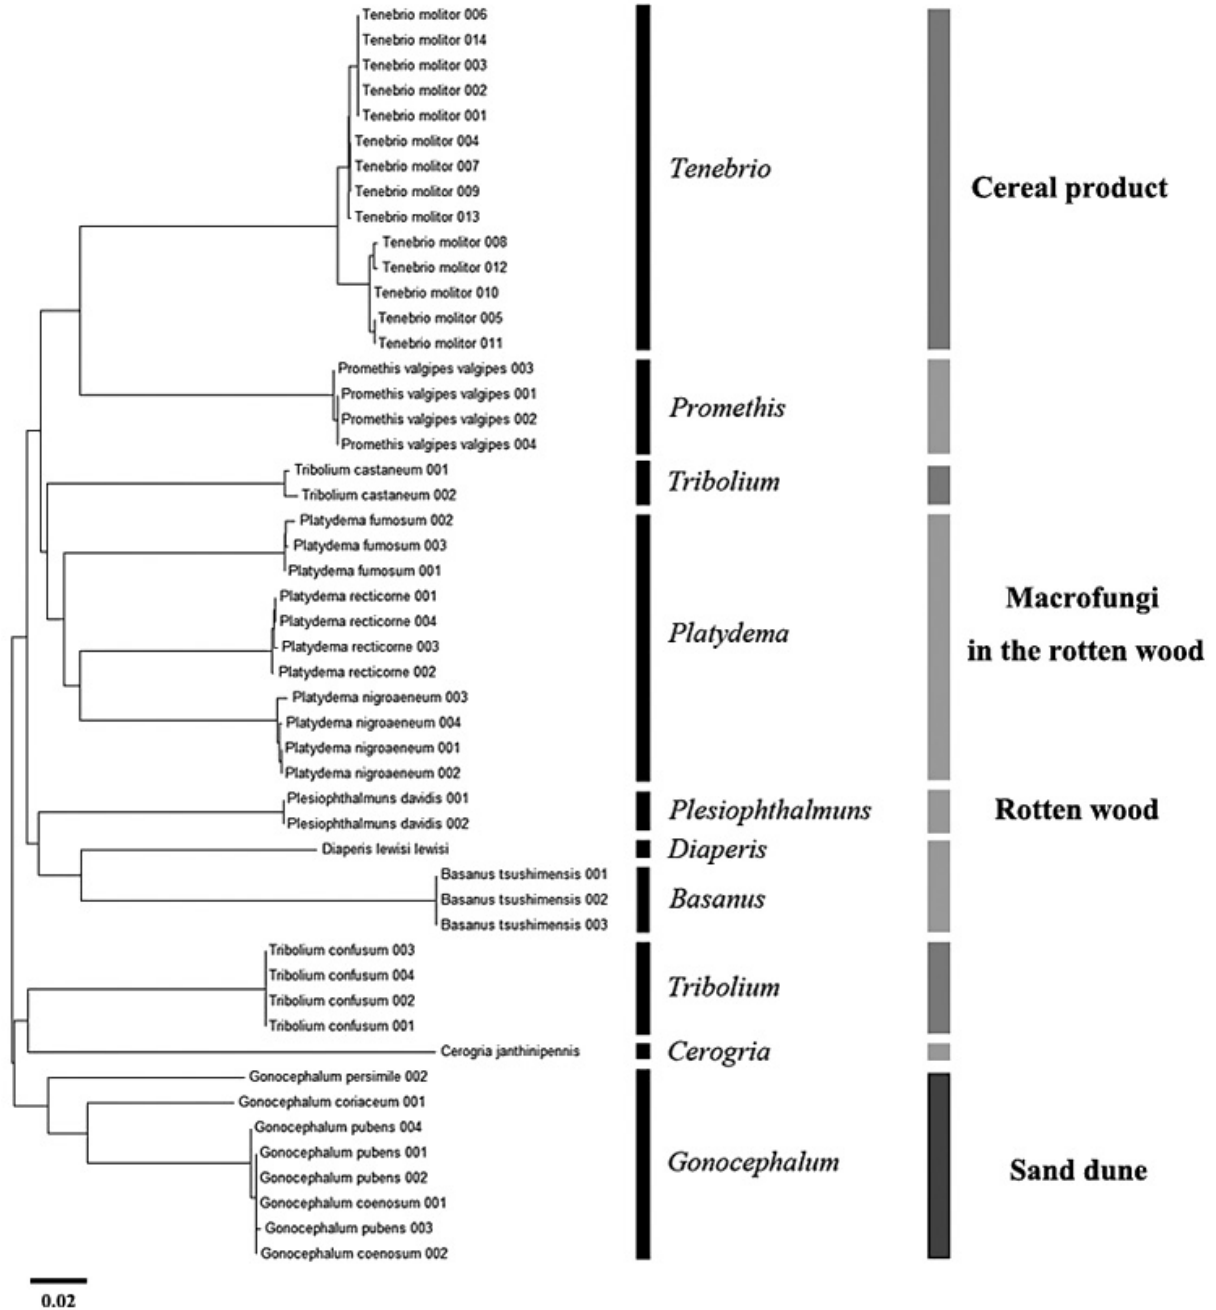 Tenebrio molitor 006
Tenebrio molitor 014
Tenebrio molitor 003
Tenebrio molitor 002
Tenebrio molitor 001
Tenebrio molitor 004
Tenebrio molitor 007
Tenebrio molitor 009
Tenebrio molitor 013
Tenebrio molitor 008
Tenebrio molitor 012
Tenebrio molitor 010
Tenebrio molitor 005
Tenebrio molitor 011
Promethis valgipes valgipes 003
Promethis valgipes valgipes 001
Promethis valgipes valgipes 002
Promethis valgipes valgipes 004
Tribolium castaneum 001
Tribolium castaneum 002
Platydema fumosum 002
Platydema fumosum 003
Platydema fumosum 001
Platydema recticorne 001
Platydema recticorne 004
Platydema recticorne 003
Platydema recticorne 002
Platydema nigroaeneum 003
Platydema nigroaeneum 004
Platydema nigroaeneum 001
Platydema nigroaeneum 002
Plesiophthalmuns davidis 001
Plesiophthalmuns davidis 002
Diaperis lewisi lewisi
Basanus tsushimensis 001
Basanus tsushimensis 002
Basanus tsushimensis 003
Tribolium confusum 003
Tribolium confusum 004
Tribolium confusum 002
Tribolium confusum 001
Cerogria janthinipennis
Gonocephalum persimile 002
Gonocephalum coriaceum 001
Gonocephalum pubens 004
Gonocephalum pubens 001
Gonocephalum pubens 002
Gonocephalum coenosum 001
Gonocephalum pubens 003
Gonocephalum coenosum 002
0.02
Tenebrio
Promethis
Tribolium
Platydema
Plesiophthalmuns
Diaperis
Basanus
Tribolium
Cerogria
Gonocephalum
Cereal product
Macrofungi
in the rotten wood
Rotten wood
Sand dune